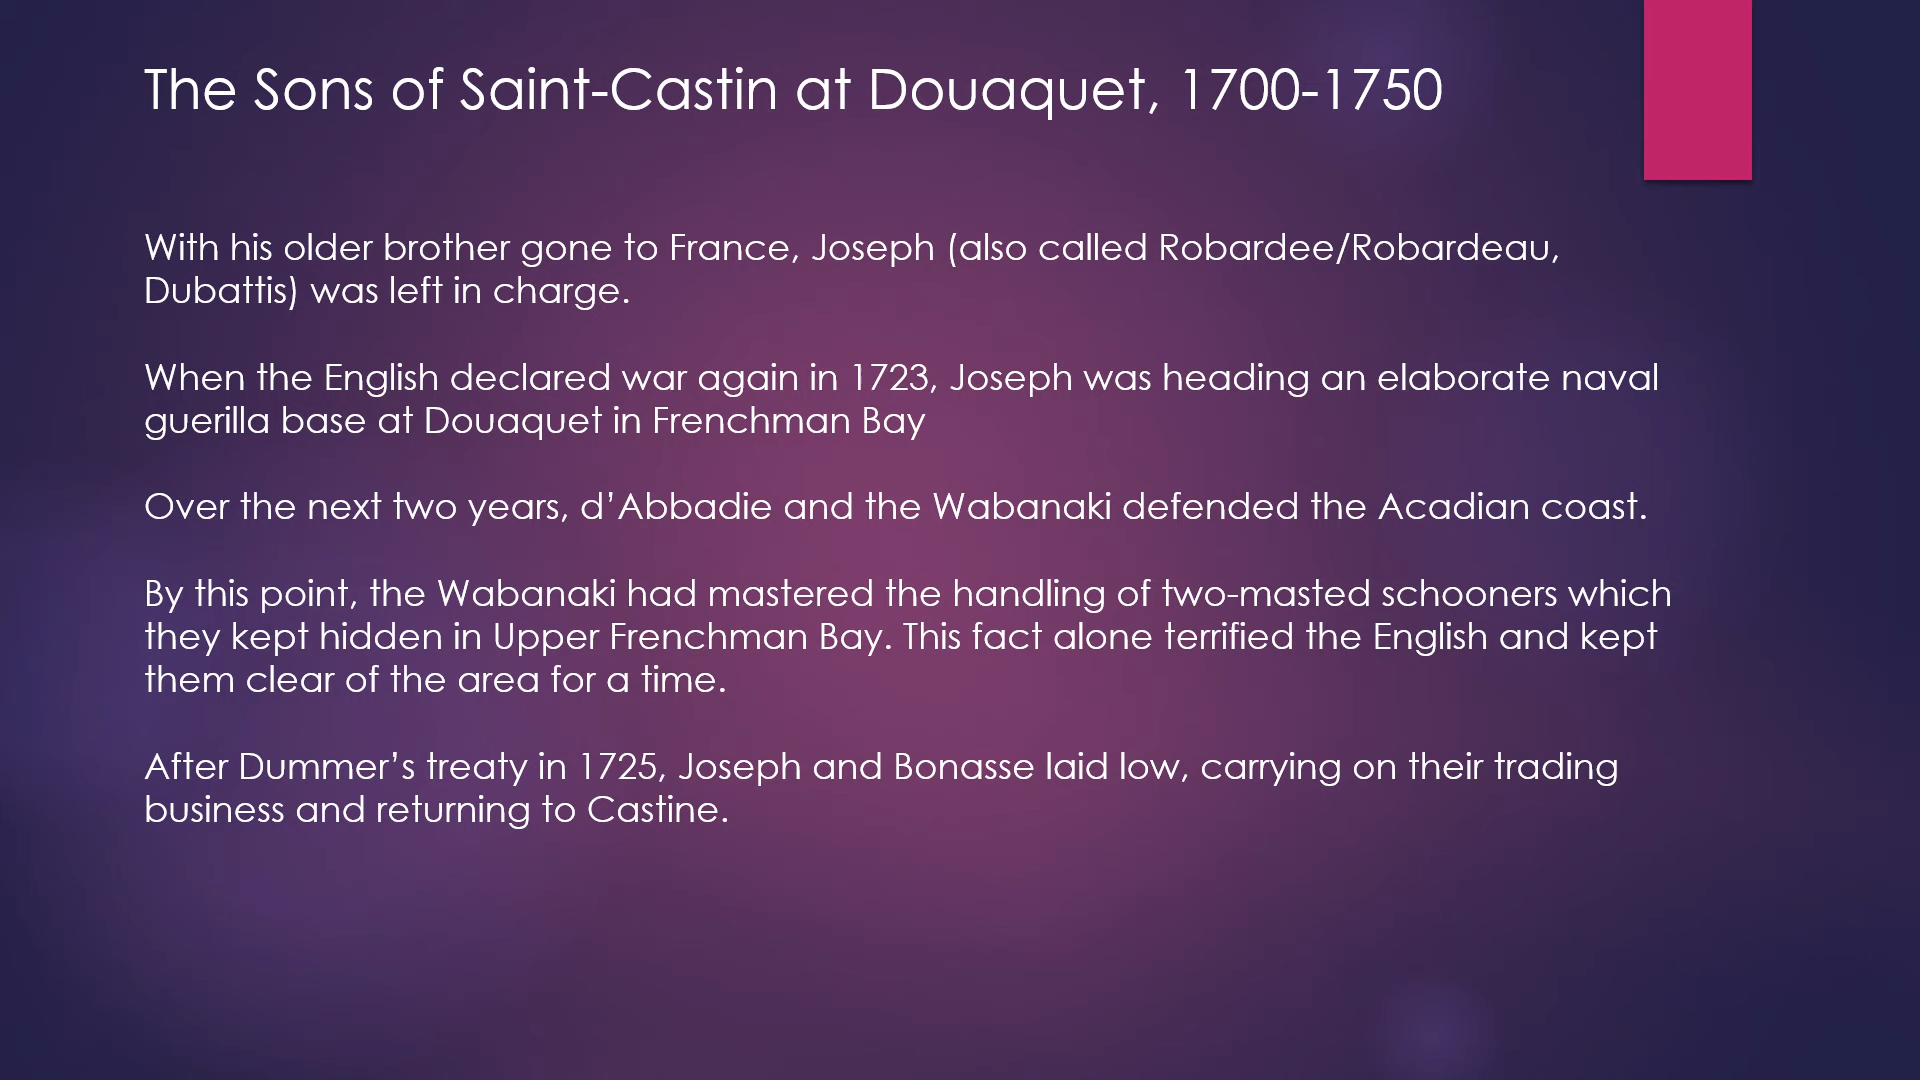 The Sons of Saint-Castin at Douaquet, 1700-1750
With his older brother gone to France, Joseph (also called Robardee/Robardeau,
Dubattis) was left in charge.
When the English declared war again in 1723, Joseph was heading an elaborate naval
guerilla base at Douaquet in Frenchman Bay
Over the next two years, d’Abbadie and the Wabanaki defended the Acadian coast.
By this point, the Wabanaki had mastered the handling of two-masted schooners which
they kept hidden in Upper Frenchman Bay. This fact alone terrified the English and kept
them clear of the area for a time.
After Dummer’s treaty in 1725, Joseph and Bonasse laid low, carrying on their trading
business and returning to Castine.